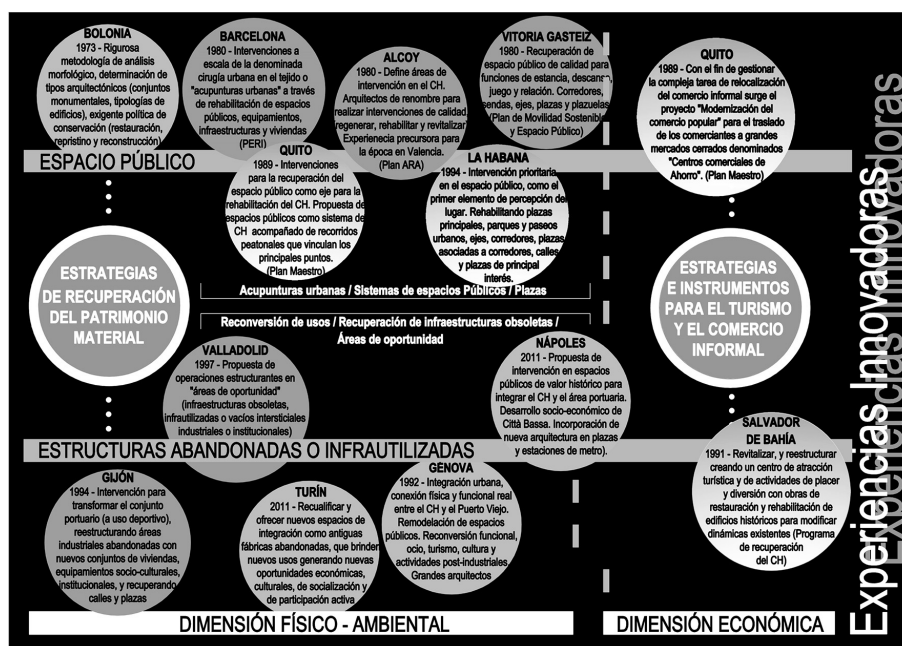 BOLONIA
1973 - Rigurosa
metodología de análisis
morfológico, determinación de
tipos arquitectónicos (conjuntos
monumentales, tipologías de
edificios), exigente política de
conservación (restauración,
repristino y reconstrucción)
BARCELONA
1980 - Intervenciones a
escala de la denominada
cirugía urbana en el tejido o
"acupunturas urbanas" a través
de rehabilitación de espacios
públicos, equipamientos,
infraestructuras y viviendas
(PERI)
ALCOY
1980 - Define áreas de
intervención en el CH.
Arquitectos de renombre para
realizar intervenciones de calidad,
regenerar, rehabilitar y revitalizar.
Experienecia precursora para
la época en Valencia.
(Plan ARA)
VITORIA GASTEIZ
1980 - Recuperación de
espacio público de calidad para
funciones de estancia, descanso,
juego y relación. Corredores,
sendas, ejes, plazas y plazuelas
(Plan de Movilidad Sostenible
y Espacio Público)
QUITO
1989 - Con el fin de gestionar
la compleja tarea de relocalización
del comercio informal surge el
proyecto "Modernización del
comercio popular" para el traslado
de los comerciantes a grandes
mercados cerrados denominados
"Centros comerciales de
Ahorro". (Plan Maestro)
ESPACIO PÚBLICO
QUITO
1989 - Intervenciones
para la recuperación del
espacio público como eje para la
rehabilitación del CH. Propuesta de
espacios públicos como sistema de
CH acompañado de recorridos
peatonales que vinculan los
principales puntos.
(Plan Maestro)
LA HABANA
1994 - Intervención prioritaria
en el espacio público, como el
primer elemento de percepción del
lugar. Rehabilitando plazas
principales, parques y paseos
urbanos, ejes, corredores, plazas
asociadas a corredores, calles
y plazas de principal
interés.
ESTRATEGIAS
DE RECUPERACIÓN
DEL PATRIMONIO
MATERIAL
Acupunturas urbanas / Sistemas de espacios Públicos / Plazas
Reconversión de usos / Recuperación de infraestructuras obsoletas /
Áreas de oportunidad
ESTRATEGIAS
E INSTRUMENTOS
PARA EL TURISMO
Y EL COMERCIO
INFORMAL
VALLADOLID
1997 - Propuesta de
operaciones estructurantes en
"áreas de oportunidad"
(infraestructuras obsoletas,
infrautilizadas o vacíos intersticiales
industriales o institucionales)
NÁPOLES
2011 - Propuesta de
intervención en espacios
públicos de valor histórico para
integrar el CH y el área portuaria.
Desarrollo socio-económico de
Città Bassa. Incorporación de
nueva arquitectura en plazas
y estaciones de metro).
ESTRUCTURAS ABANDONADAS O INFRAUTILIZADAS
GIJÓN
1994 - Intervención para
transformar el conjunto
portuario (a uso deportivo),
reestructurando áreas
industriales abandonadas con
nuevos conjuntos de viviendas,
equipamientos socio-culturales,
institucionales, y recuperando
calles y plazas
TURÍN
2011 - Recualificar y
ofrecer nuevos espacios de
integración como antiguas
fábricas abandonadas, que brinden
nuevos usos generando nuevas
oportunidades económicas,
culturales, de socialización y
de participación activa
GÉNOVA
1992 - Integración urbana,
conexión física y funcional real
entre el CH y el Puerto Viejo.
Remodelación de espacios
públicos. Reconversión funcional,
ocio, turismo, cultura y
actividades post-industriales.
Grandes arquitectos
SALVADOR
DE BAHÍA
1991 - Revitalizar, y reestructurar
creando un centro de atracción
turística y de actividades de placer
y diversión con obras de
restauración y rehabilitación de
edificios históricos para modificar
dinámicas existentes (Programa
de recuperación
del CH)
DIMENSIÓN FÍSICO - AMBIENTAL
DIMENSIÓN ECONÓMICA
Experiencias Innovadoras
Experiencias Innovadoras